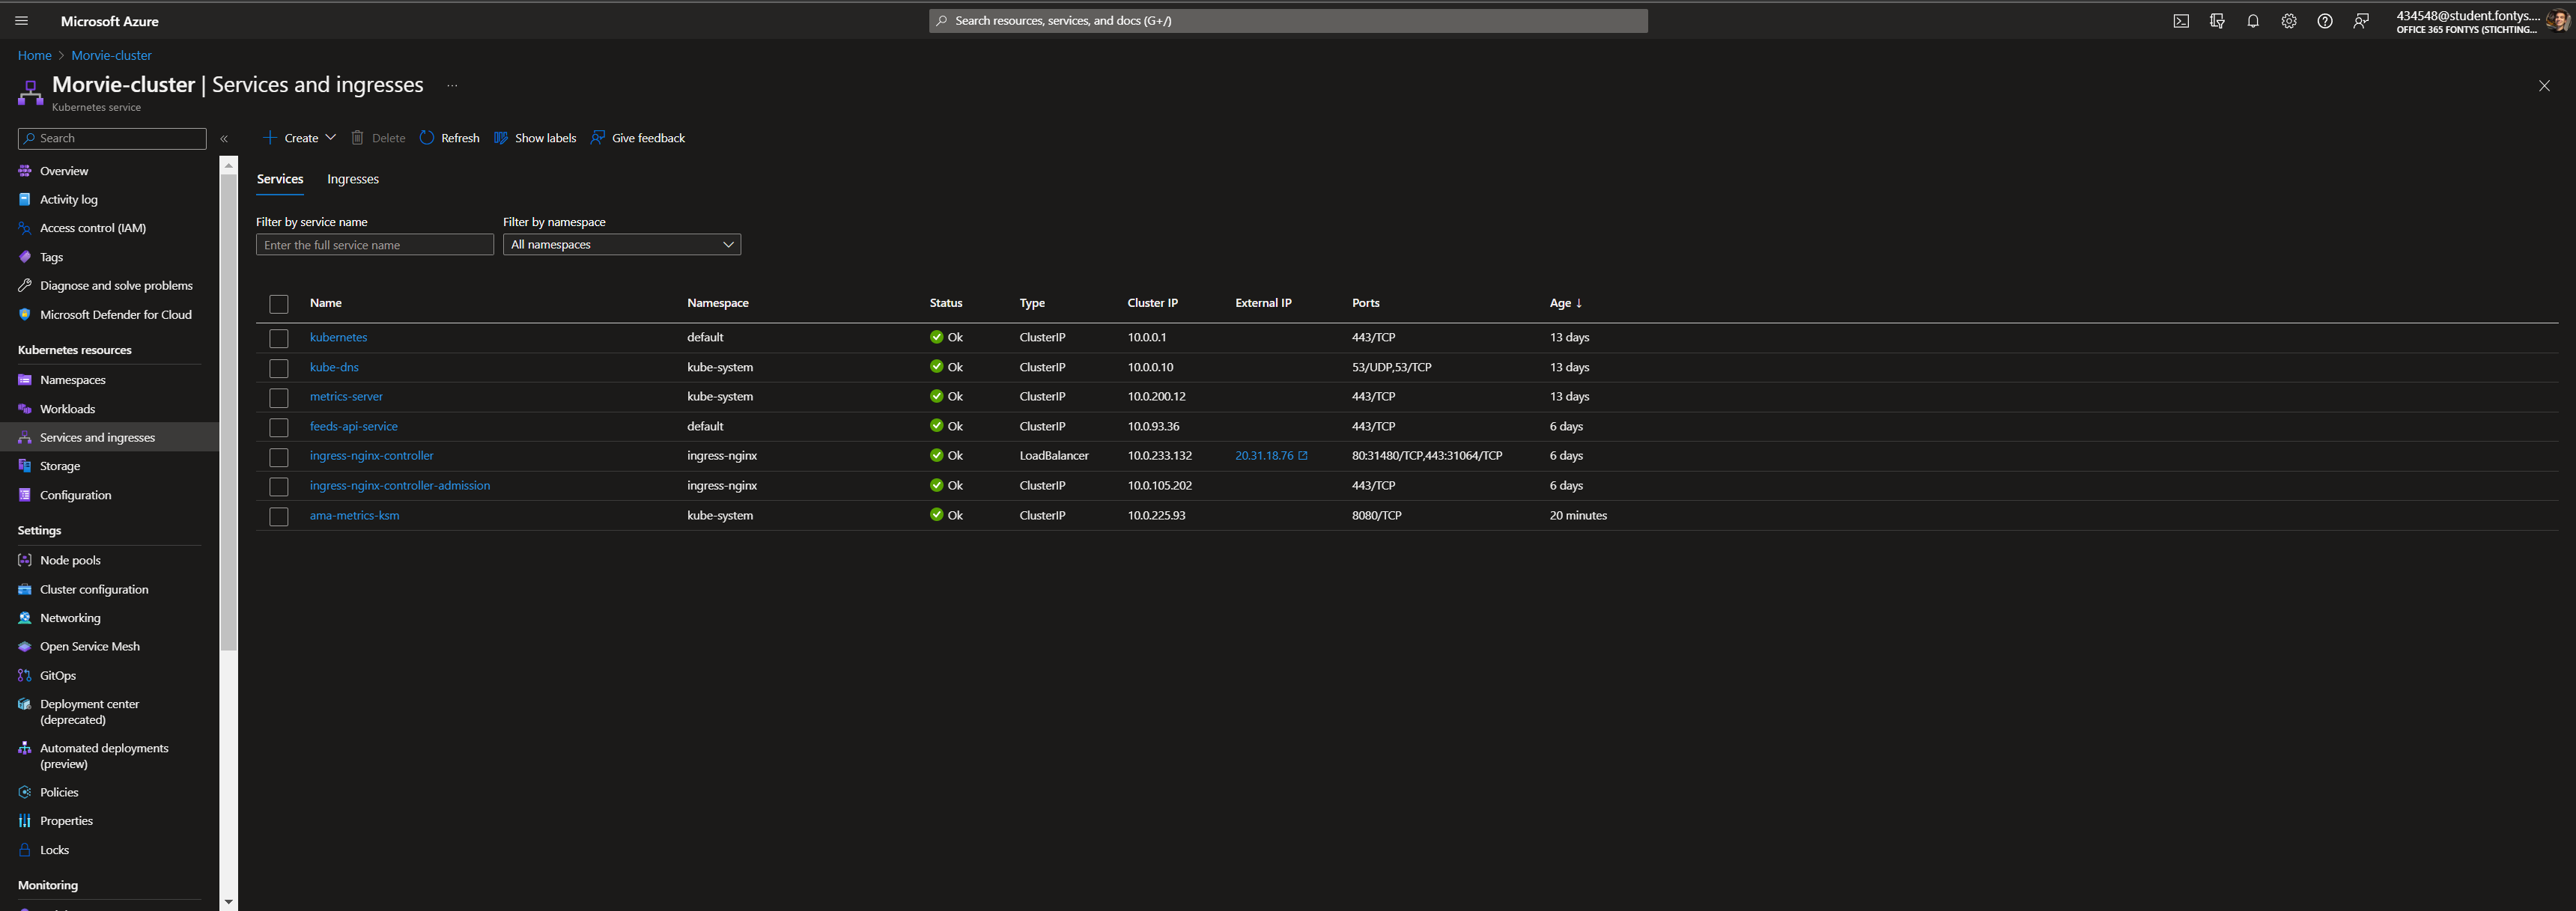 Microsoft Azure
Search resources, services, and docs (G+/)
434548@student.fontys....
OFFICE 365 FONTYS (STICHTING...
Home > Morvie-cluster
Morvie-cluster | Services and ingresses ...
Kubernetes service
Search
Overview
Activity log
Access control (IAM)
Tags
Diagnose and solve problems
Microsoft Defender for Cloud
Kubernetes resources
Namespaces
Workloads
Services and ingresses
Storage
Configuration
Settings
Node pools
Cluster configuration
Networking
Open Service Mesh
GitOps
Deployment center
(deprecated)
Automated deployments
(preview)
Policies
Properties
Locks
Monitoring
Create Delete Refresh Show labels Give feedback
Services Ingresses
Filter by service name Filter by namespace
Enter the full service name All namespaces
Name Namespace Status Type Cluster IP External IP Ports Age ↓
kubernetes default Ok ClusterIP 10.0.0.1 443/TCP 13 days
kube-dns kube-system Ok ClusterIP 10.0.0.10 53/UDP,53/TCP 13 days
metrics-server kube-system Ok ClusterIP 10.0.200.12 443/TCP 13 days
feeds-api-service default Ok ClusterIP 10.0.93.36 443/TCP 6 days
ingress-nginx-controller ingress-nginx Ok LoadBalancer 10.0.233.132 20.31.18.76 80:31480/TCP,443:31064/TCP 6 days
ingress-nginx-controller-admission ingress-nginx Ok ClusterIP 10.0.105.202 443/TCP 6 days
ama-metrics-ksm kube-system Ok ClusterIP 10.0.225.93 8080/TCP 20 minutes